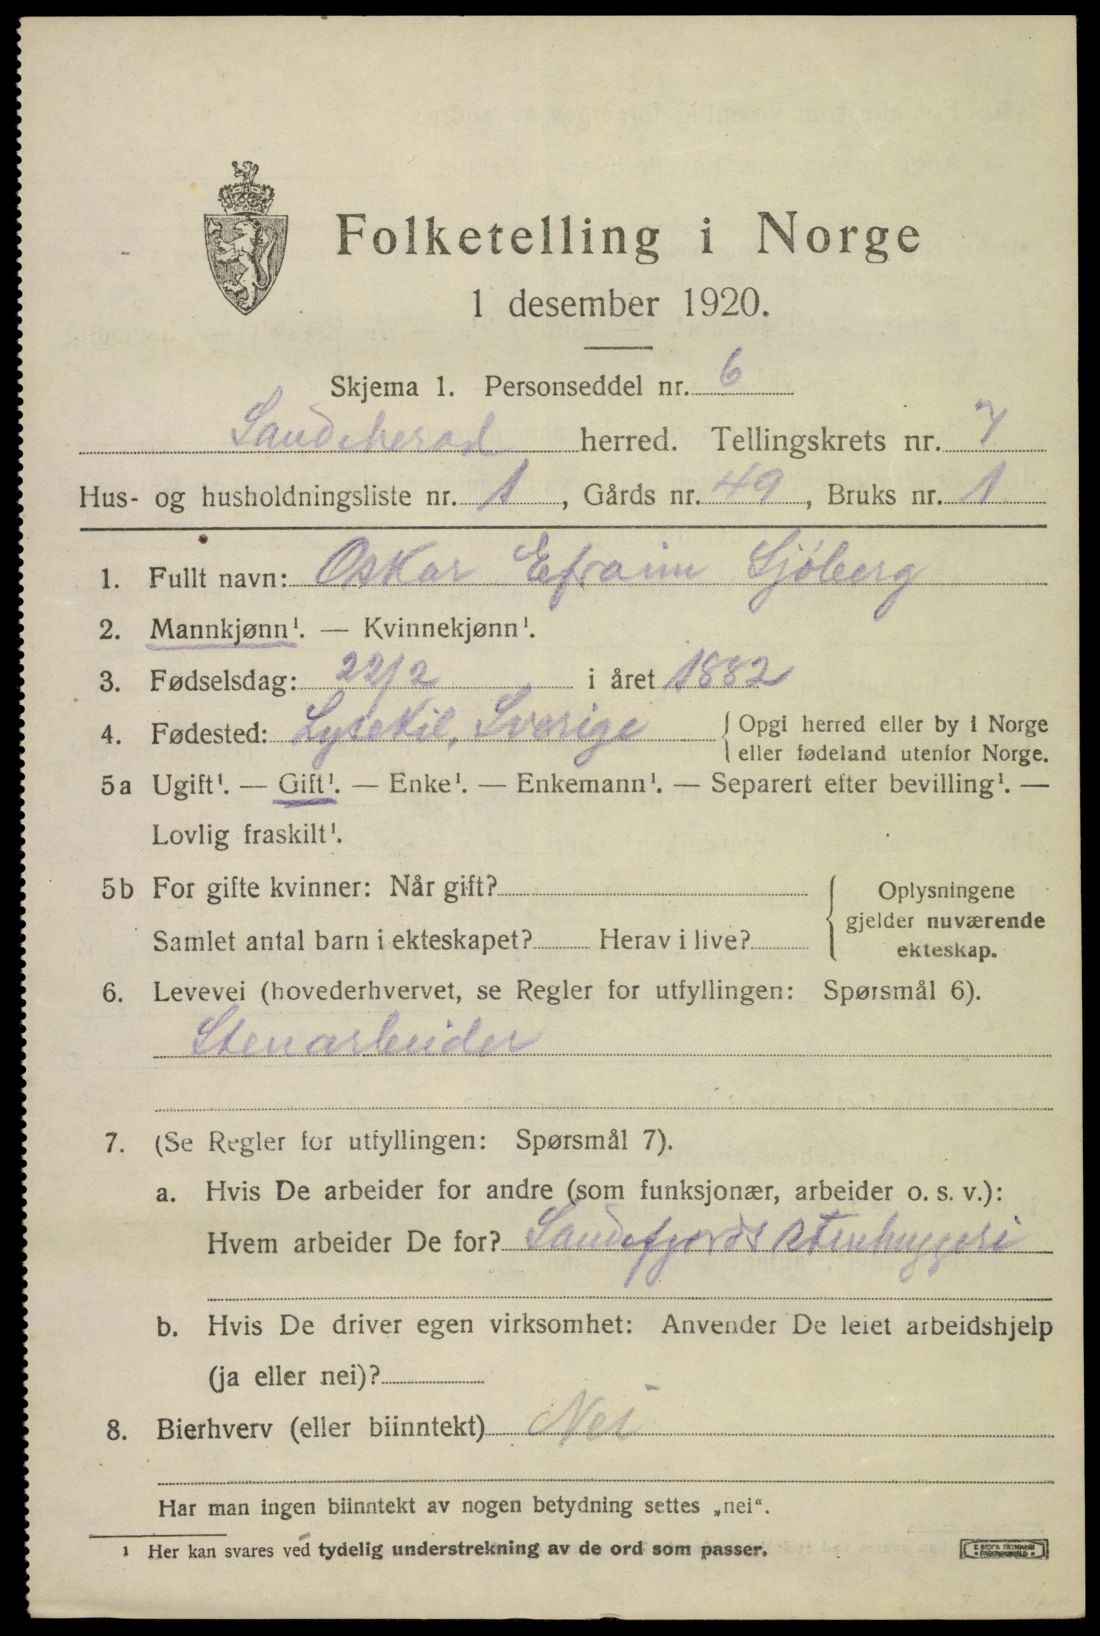 Folketelling i Norge
1 desember 1920.
Skjema 1. Personseddel nr. 6
Sandeherad herred. Tellingskrets nr. 7
Hus- og husholdningsliste nr. 1, Gårds nr. 49, Bruks nr. 1
1. Fullt navn: Oskar Efraim Sjöberg
2. Mannkjønn¹. — Kvinnekjønn¹.
3. Fødselsdag: 22/2 i året 1882
4. Fødested: Lysekil, Sverige { Opgi herred eller by i Norge
eller fødeland utenfor Norge.
5a Ugift¹. — Gift¹. — Enke¹. — Enkemann¹. — Separert efter bevilling¹. —
Lovlig fraskilt¹.
5b For gifte kvinner: Når gift? { Oplysningene
gjelder nuværende
Samlet antal barn i ekteskapet? Herav i live? ekteskap.
6. Levevei (hovederhvervet, se Regler for utfyllingen: Spørsmål 6).
Stenarbeider
7. (Se Regler for utfyllingen: Spørsmål 7).
a. Hvis De arbeider for andre (som funksjonær, arbeider o. s. v.):
Hvem arbeider De for? Sandefjords Stenhuggeri
b. Hvis De driver egen virksomhet: Anvender De leiet arbeidshjelp
(ja eller nei)?
8. Bierhverv (eller biinntekt) Nei
Har man ingen biinntekt av nogen betydning settes „nei“.
¹ Her kan svares ved tydelig understrekning av de ord som passer.